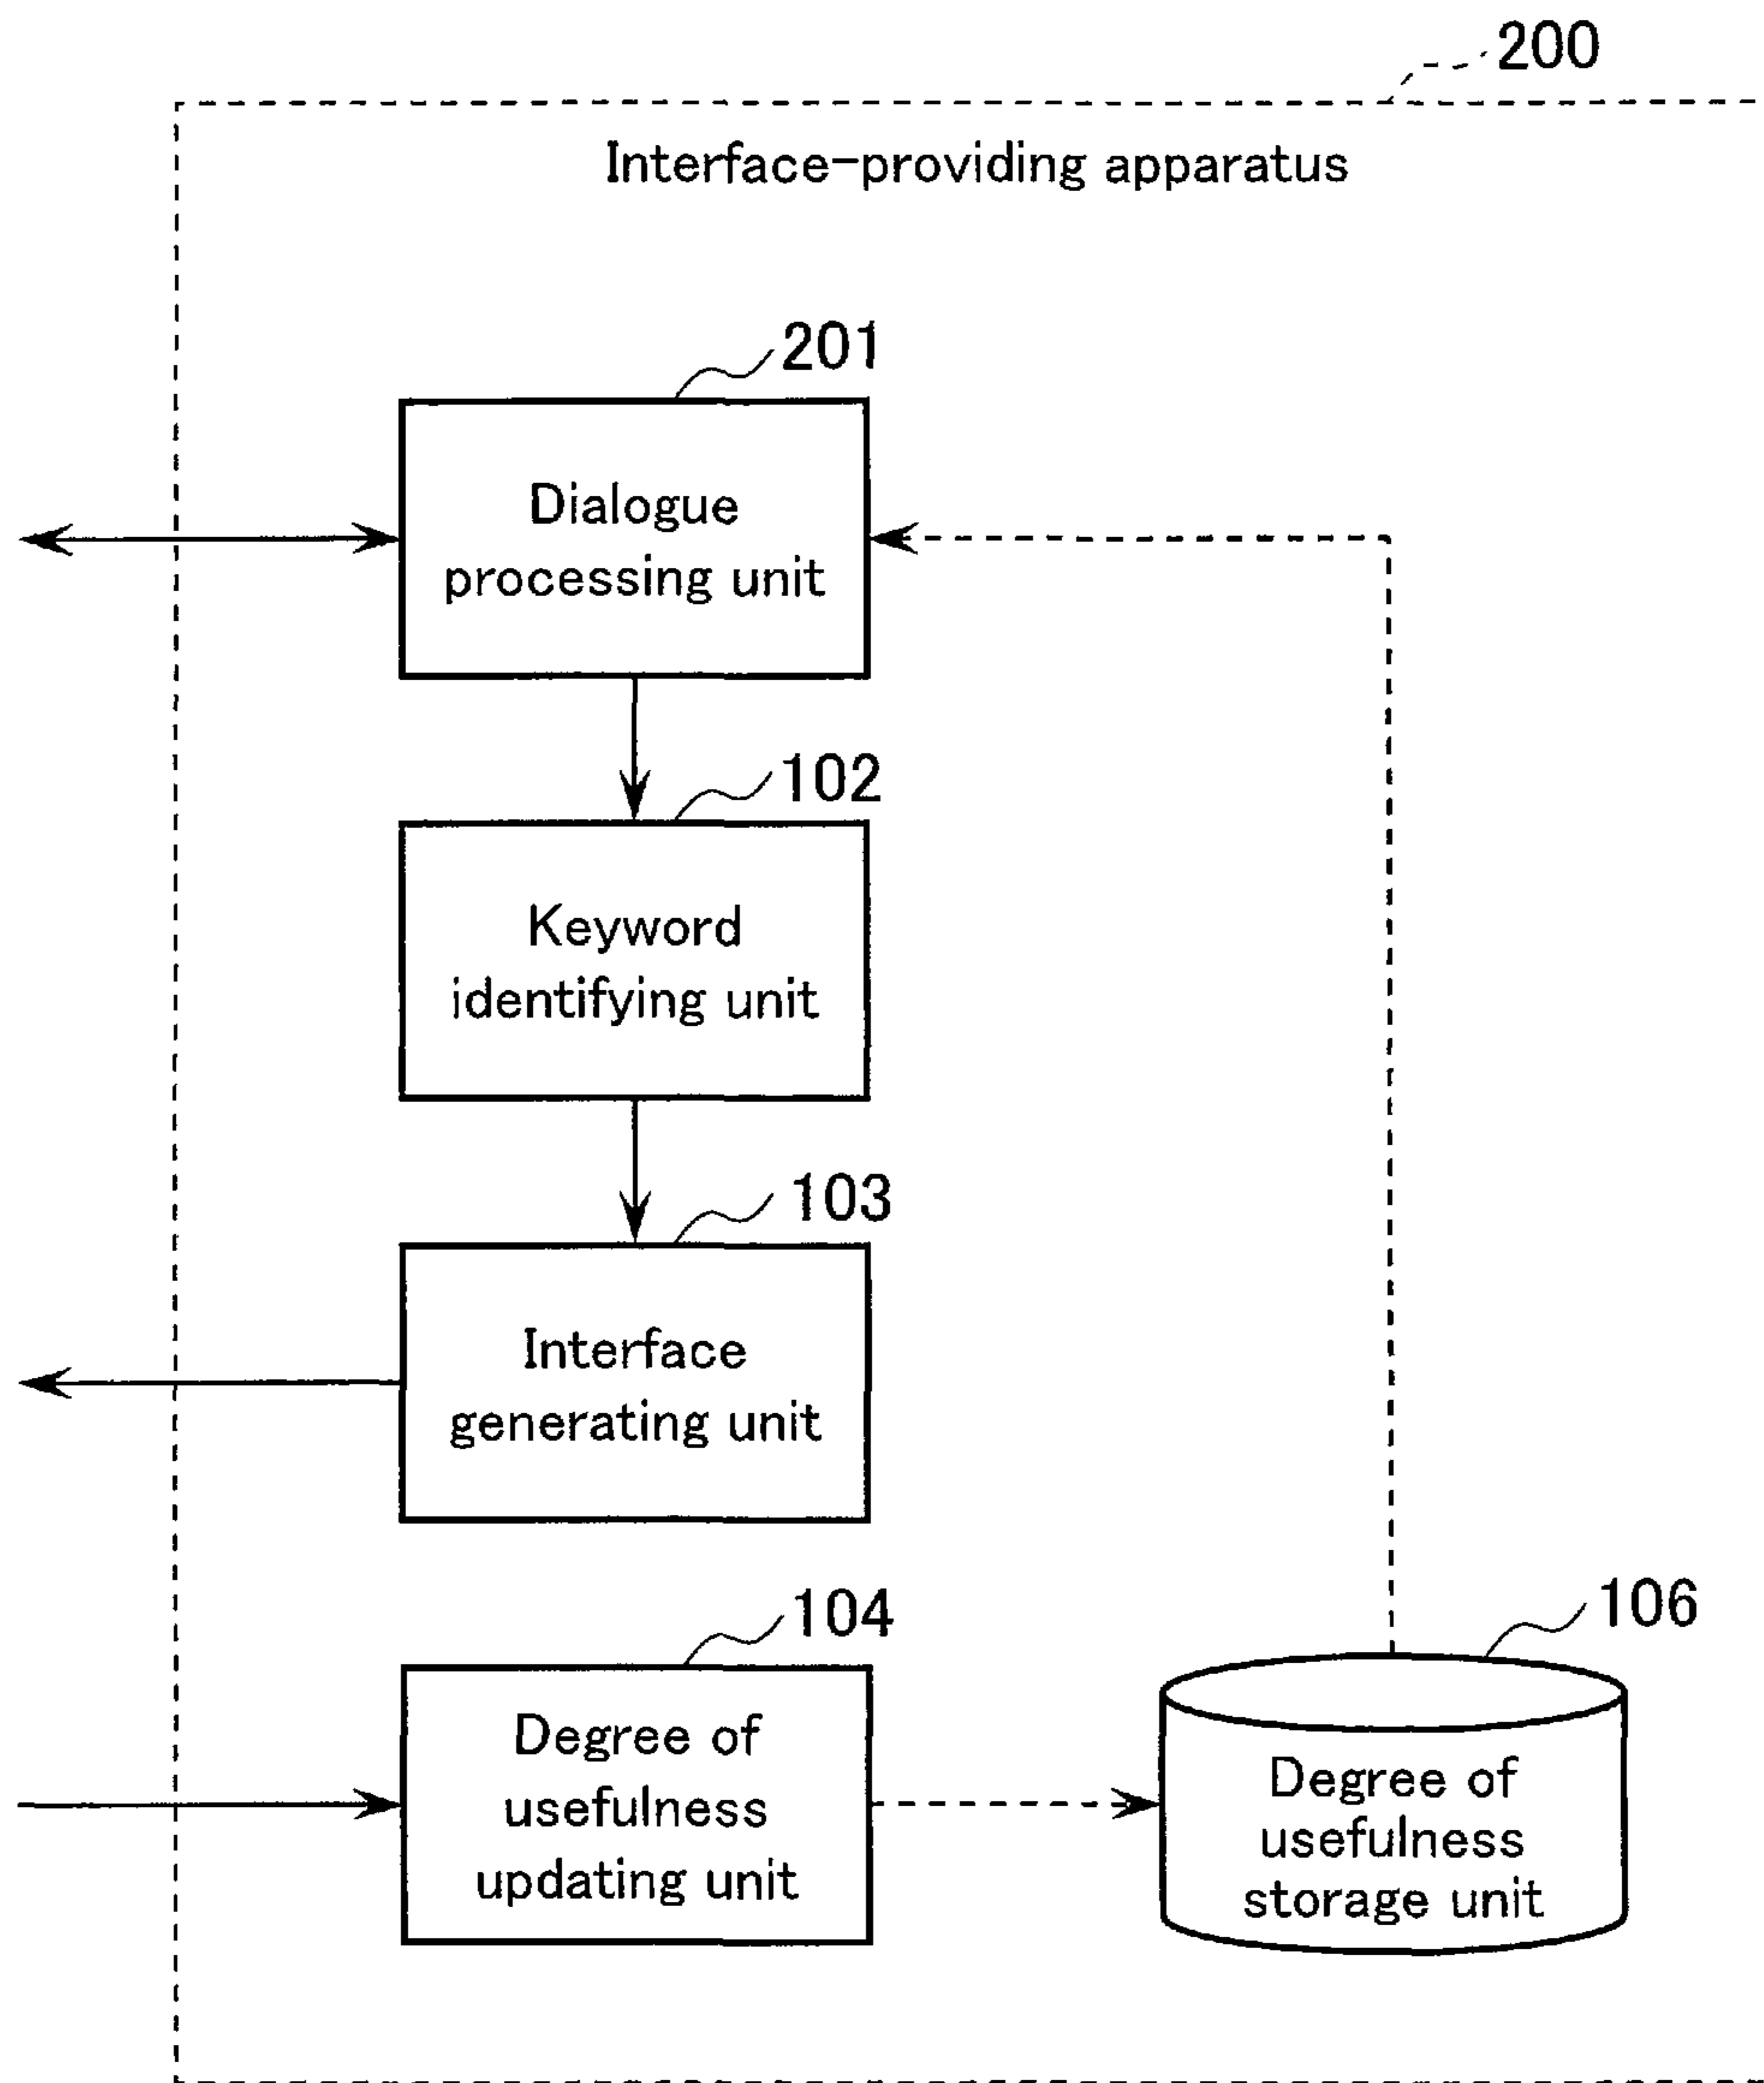 200
Interface-providing apparatus
201
Dialogue
processing unit
102
Keyword
identifying unit
103
Interface
generating unit
104
Degree of
usefulness
updating unit
106
Degree of
usefulness
storage unit